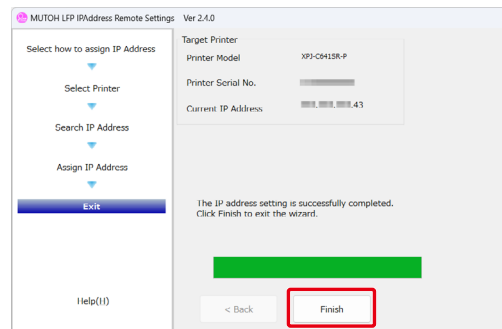 MUTOH LFP IPAddress Remote Settings Ver 2.4.0
Select how to assign IP Address
Select Printer
Search IP Address
Assign IP Address
Exit
Help(H)
Target Printer
Printer Model XPJ-C641SR-P
Printer Serial No.
Current IP Address .43
The IP address setting is successfully completed.
Click Finish to exit the wizard.
< Back Finish